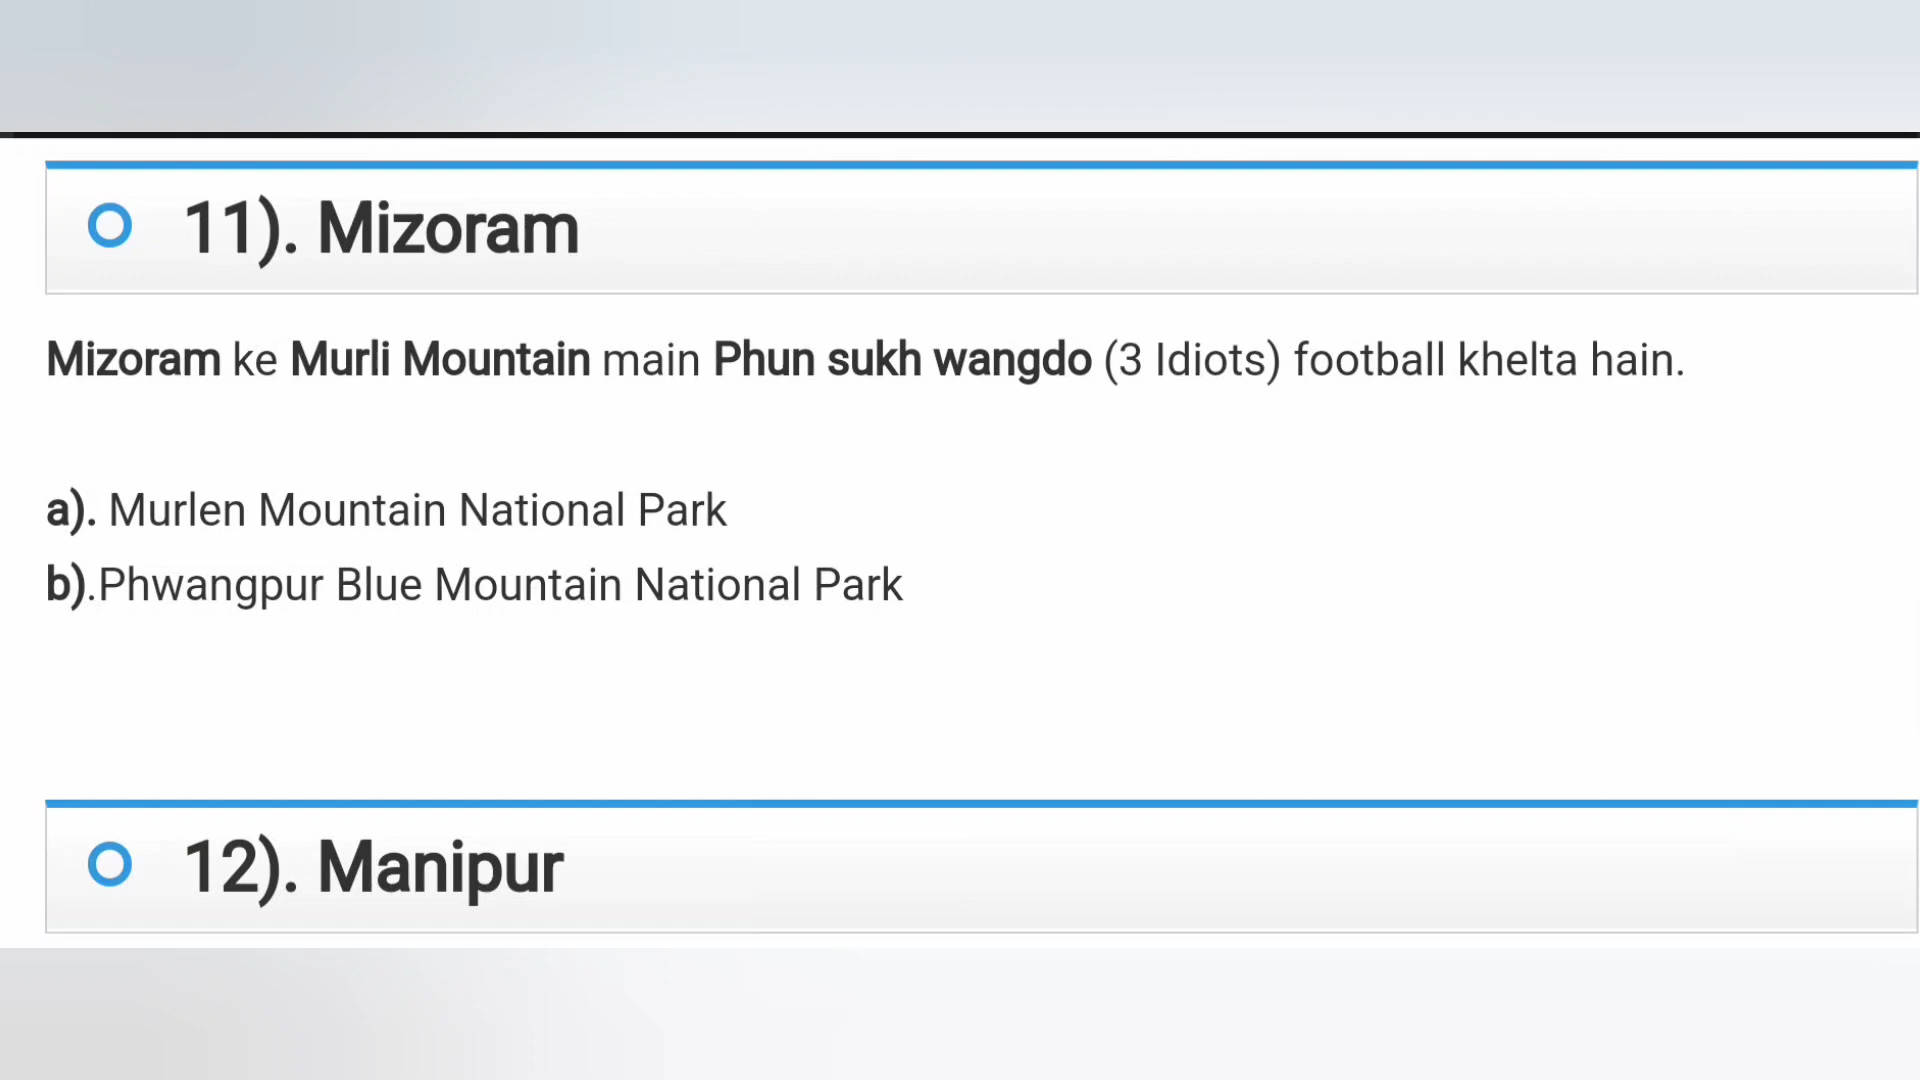 11). Mizoram
Mizoram ke Murli Mountain main Phun sukh wangdo (3 Idiots) football khelta hain.
a). Murlen Mountain National Park
b).Phwangpur Blue Mountain National Park
12). Manipur